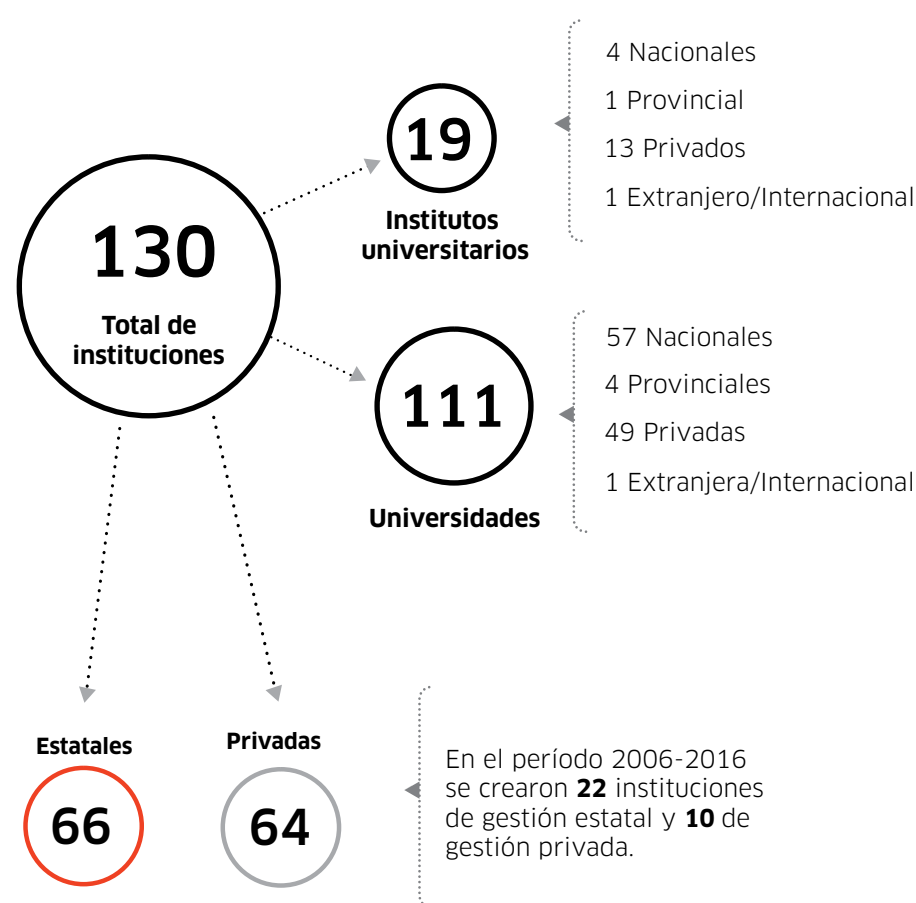 130
Total de
instituciones
19
Institutos
universitarios
4 Nacionales
1 Provincial
13 Privados
1 Extranjero/Internacional
111
Universidades
57 Nacionales
4 Provinciales
49 Privadas
1 Extranjera/Internacional
Estatales
66
Privadas
64
En el período 2006-2016
se crearon 22 instituciones
de gestión estatal y 10 de
gestión privada.